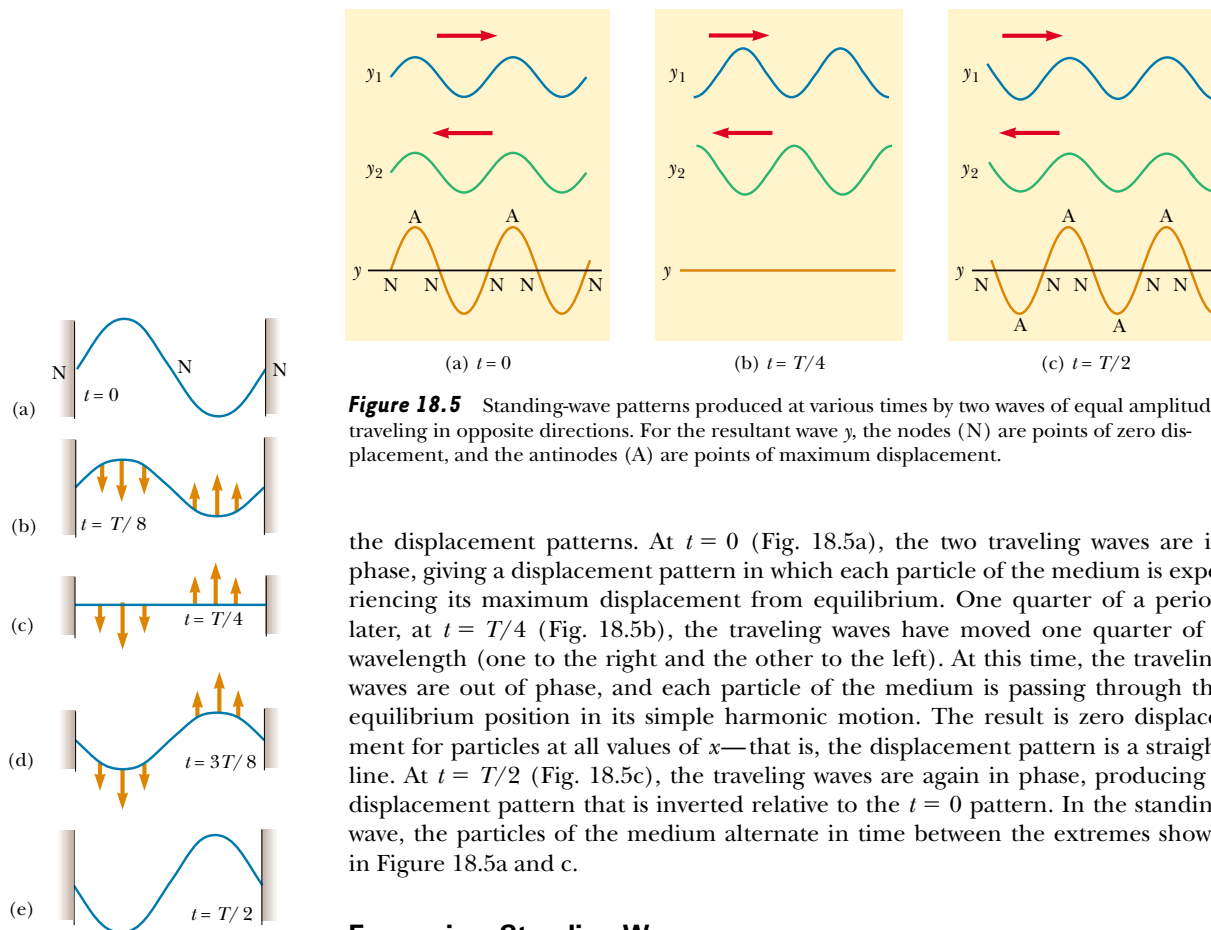 y1
y2
A A
y
N N N N N
(a) t = 0
y1
y2
y
(b) t = T/4
y1
y2
A A
y
N N N N N
A A
(c) t = T/2
Figure 18.5 Standing-wave patterns produced at various times by two waves of equal amplitud
traveling in opposite directions. For the resultant wave y, the nodes (N) are points of zero dis-
placement, and the antinodes (A) are points of maximum displacement.
N N N
t = 0
(a)
(b)
t = T/8
(c)
t = T/4
(d)
t = 3T/8
(e)
t = T/2
the displacement patterns. At t = 0 (Fig. 18.5a), the two traveling waves are i
phase, giving a displacement pattern in which each particle of the medium is expe
riencing its maximum displacement from equilibrium. One quarter of a perio
later, at t = T/4 (Fig. 18.5b), the traveling waves have moved one quarter of
wavelength (one to the right and the other to the left). At this time, the travelin
waves are out of phase, and each particle of the medium is passing through th
equilibrium position in its simple harmonic motion. The result is zero displac
ment for particles at all values of x—that is, the displacement pattern is a straigh
line. At t = T/2 (Fig. 18.5c), the traveling waves are again in phase, producing
displacement pattern that is inverted relative to the t = 0 pattern. In the standin
wave, the particles of the medium alternate in time between the extremes show
in Figure 18.5a and c.